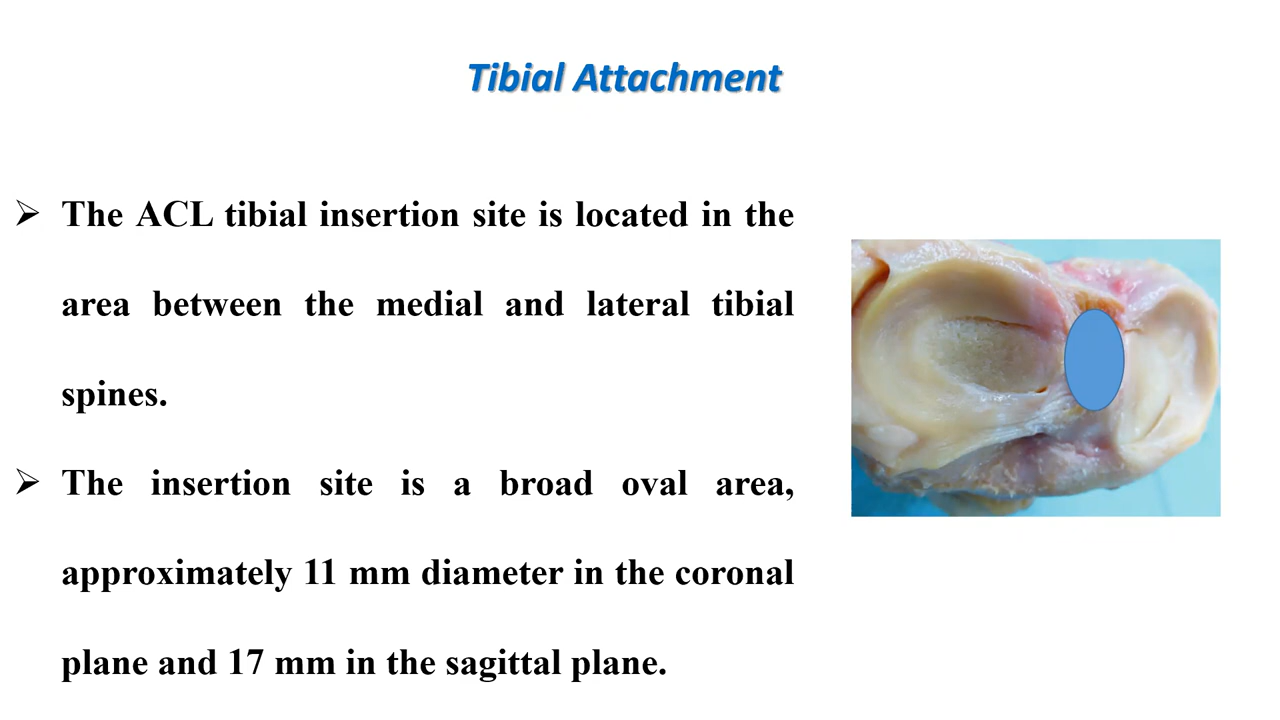 Tibial Attachment
➢ The ACL tibial insertion site is located in the
area between the medial and lateral tibial
spines.
➢ The insertion site is a broad oval area,
approximately 11 mm diameter in the coronal
plane and 17 mm in the sagittal plane.